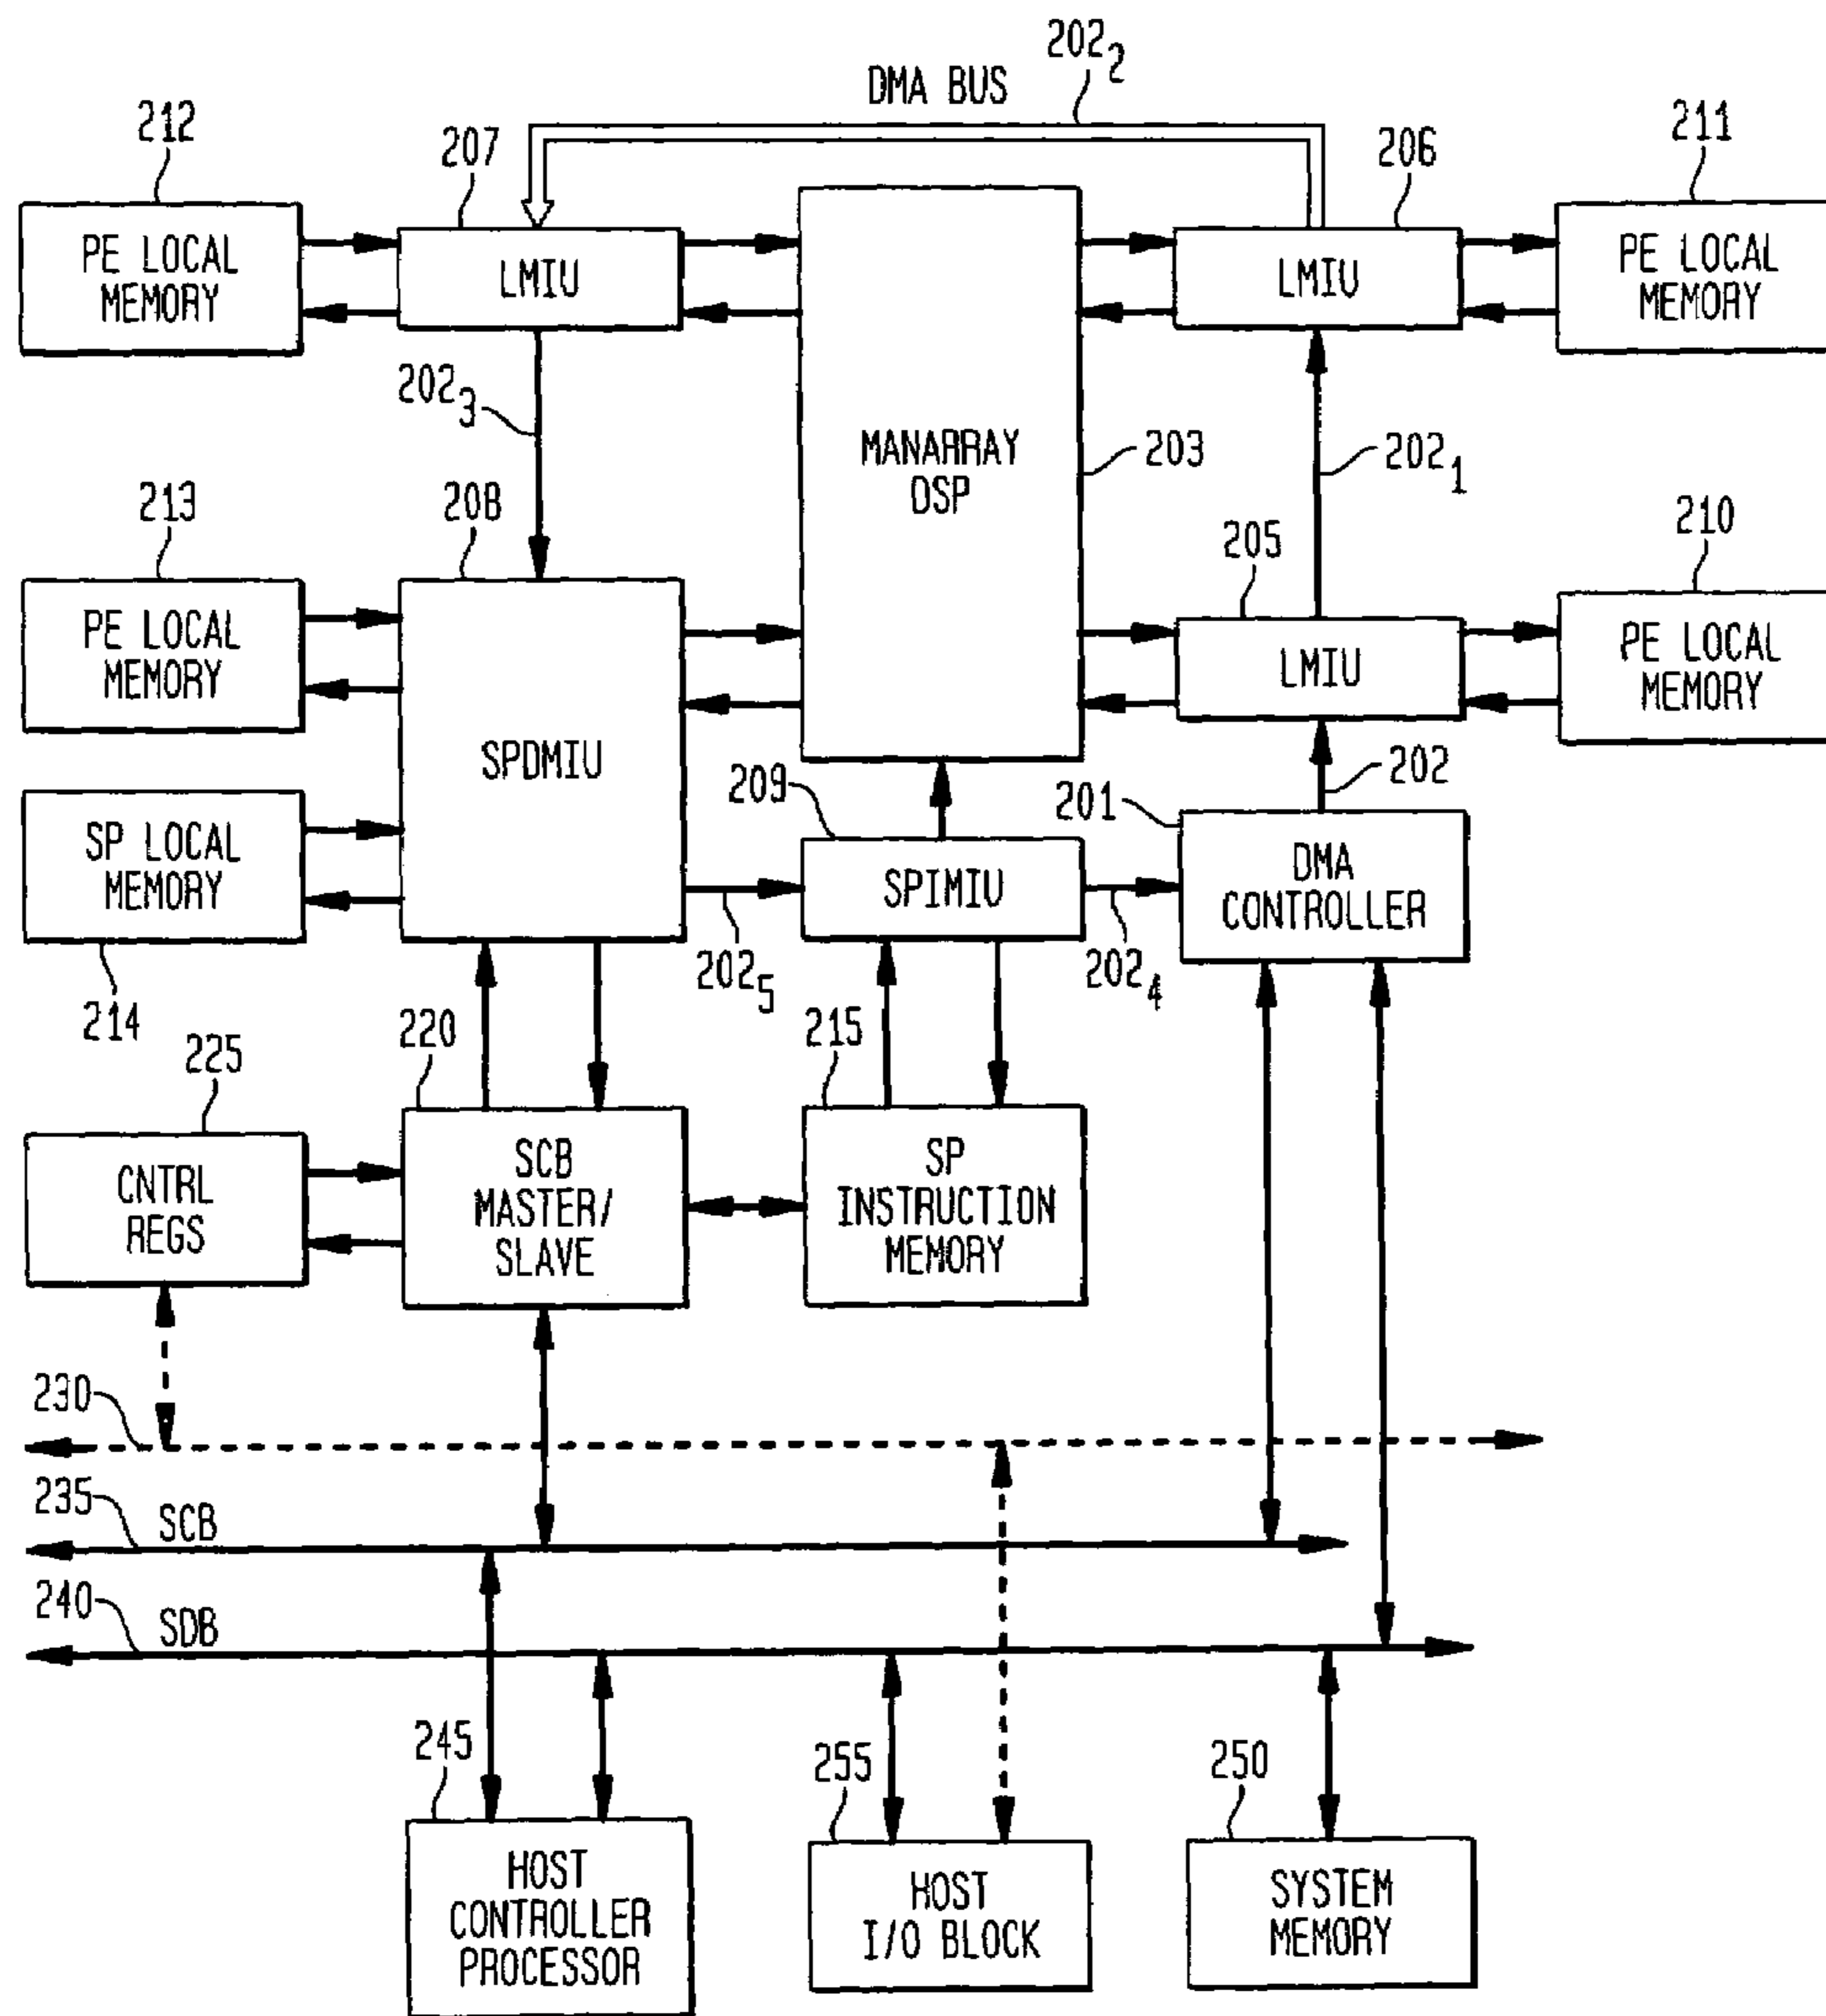 202 2
DMA BUS
212
207
206
211
PE LOCAL
MEMORY
LMIU
LMIU
PE LOCAL
MEMORY
202 3
MANARRAY
DSP
203
202 1
213
208
205
210
PE LOCAL
MEMORY
LMIU
PE LOCAL
MEMORY
SPDMIU
209
201
202
SP LOCAL
MEMORY
SPIMIU
DMA
CONTROLLER
214
202 5
202 4
225
220
215
CNTRL
REGS
SCB
MASTER/
SLAVE
SP
INSTRUCTION
MEMORY
230
235
SCB
240
SDB
245
255
250
HOST
CONTROLLER
PROCESSOR
HOST
I/O BLOCK
SYSTEM
MEMORY